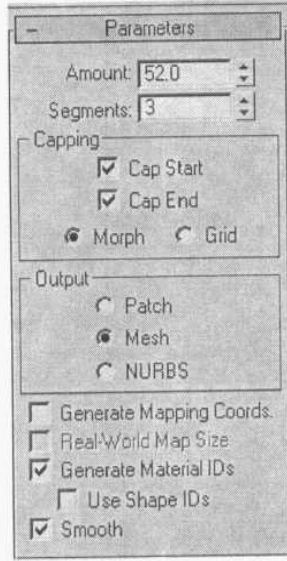 Parameters
Amount: 52.0
Segments: 3
Capping
Cap Start
Cap End
Morph Grid
Output
Patch
Mesh
NURBS
Generate Mapping Coords.
Real-World Map Size
Generate Material IDs
Use Shape IDs
Smooth